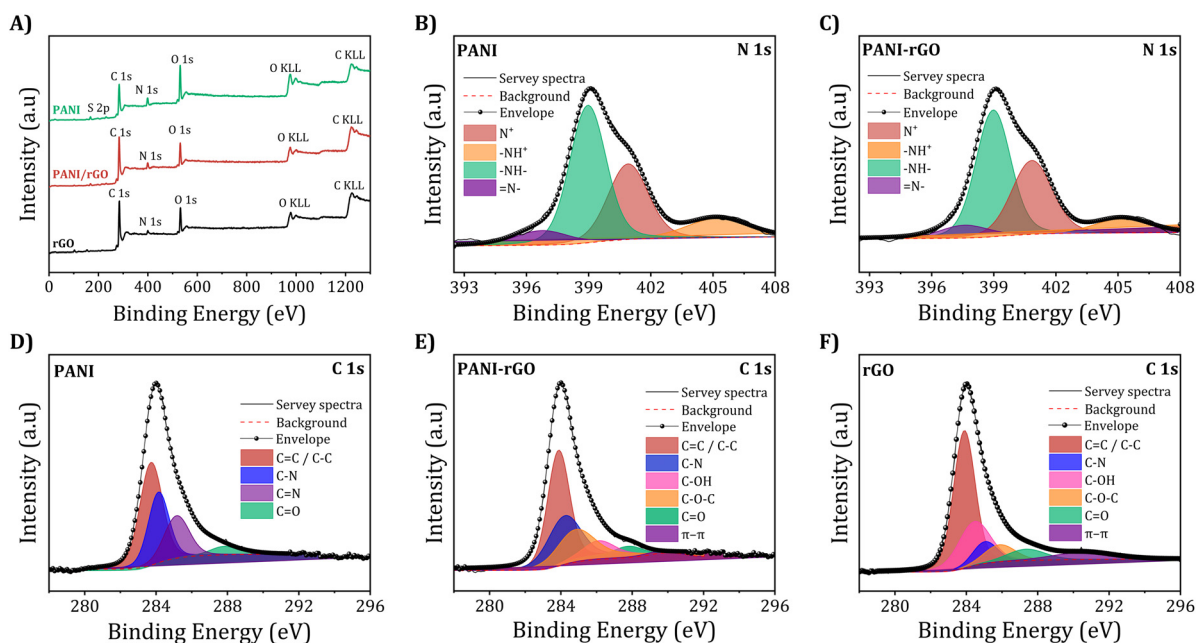 A)
C KLL
O 1s
O KLL
C 1s
N 1s
PANI
S 2p
C KLL
C 1s
O 1s
O KLL
N 1s
PANI/rGO
C KLL
C 1s
O 1s
O KLL
N 1s
rGO
Intensity (a.u)
0 200 400 600 800 1000 1200
Binding Energy (eV)
B)
PANI N 1s
Servey spectra
Background
Envelope
N⁺
-NH⁺
-NH-
=N-
Intensity (a.u)
393 396 399 402 405 408
Binding Energy (eV)
C)
PANI-rGO N 1s
Servey spectra
Background
Envelope
N⁺
-NH⁺
-NH-
=N-
Intensity (a.u)
393 396 399 402 405 408
Binding Energy (eV)
D)
PANI C 1s
Servey spectra
Background
Envelope
C=C / C-C
C-N
C=N
C=O
Intensity (a.u)
280 284 288 292 296
Binding Energy (eV)
E)
PANI-rGO C 1s
Servey spectra
Background
Envelope
C=C / C-C
C-N
C-OH
C-O-C
C=O
π–π
Intensity (a.u)
280 284 288 292 296
Binding Energy (eV)
F)
rGO C 1s
Servey spectra
Background
Envelope
C=C / C-C
C-N
C-OH
C-O-C
C=O
π–π
Intensity (a.u)
280 284 288 292 296
Binding Energy (eV)